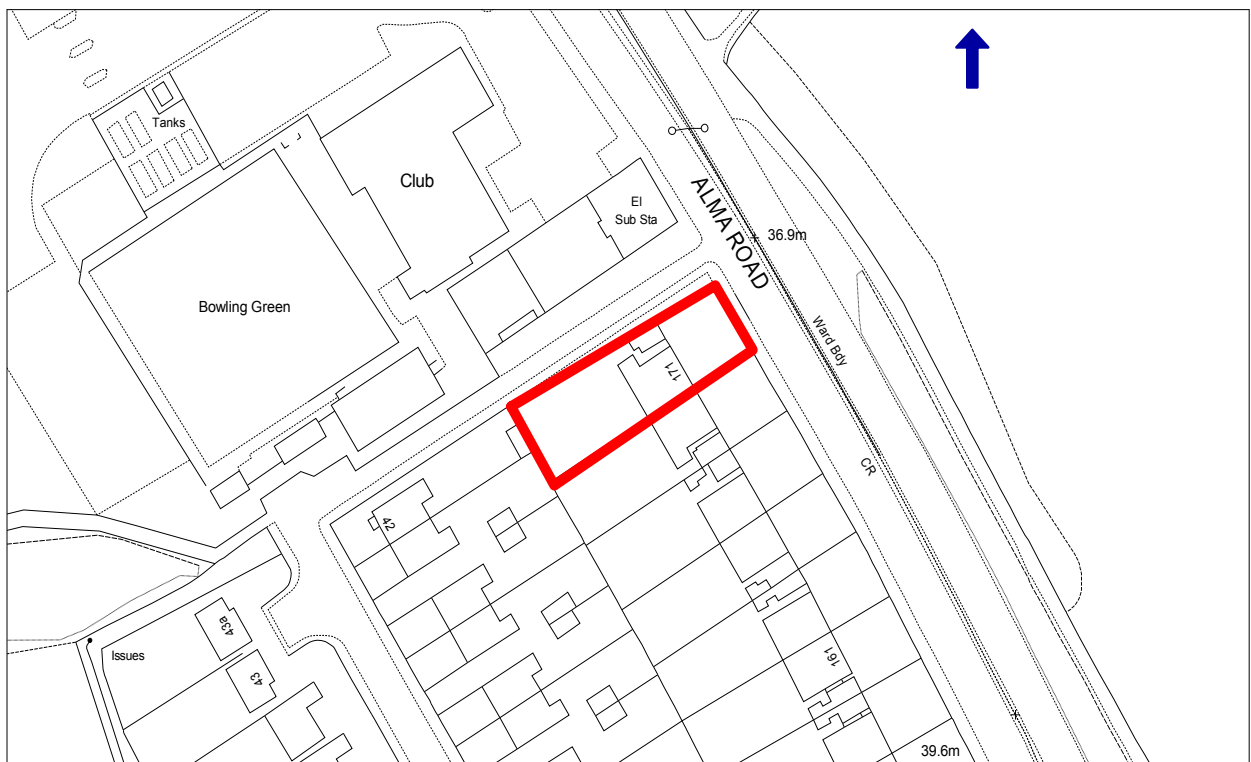 Tanks
Club
El
Sub Sta
ALMA ROAD
36.9m
Bowling Green
Ward Bdy
171
CR
42
43a
Issues
43
161
39.6m